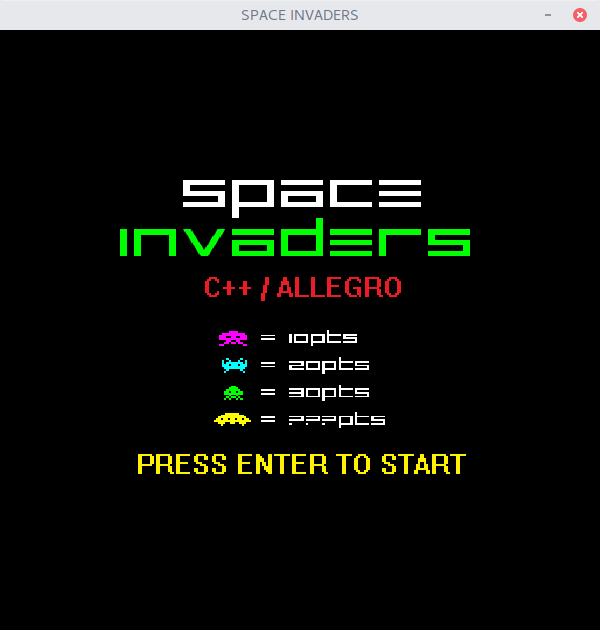 SPACE INVADERS
space
invaders
C++ / ALLEGRO
= 10pts
= 20pts
= 30pts
= ???pts
PRESS ENTER TO START